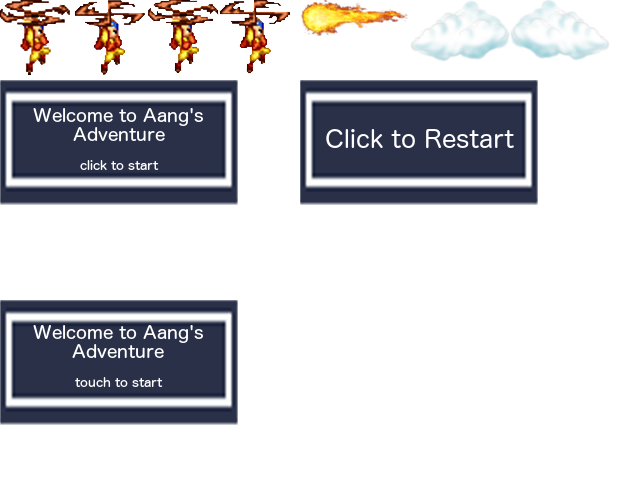 Welcome to Aang's
Adventure
click to start
Click to Restart
Welcome to Aang's
Adventure
touch to start